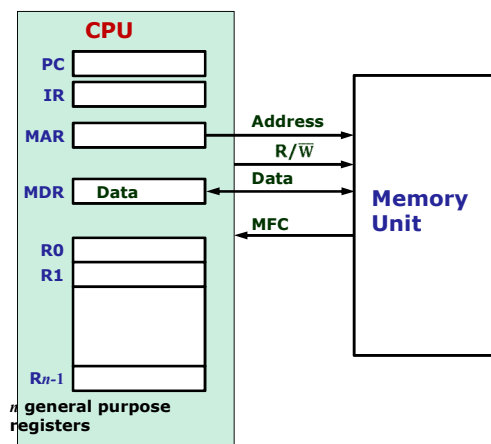 CPU
PC
IR
MAR
Address
R/W̅
MDR
Data
Data
Memory
Unit
MFC
R0
R1
Rn-1
n general purpose
registers